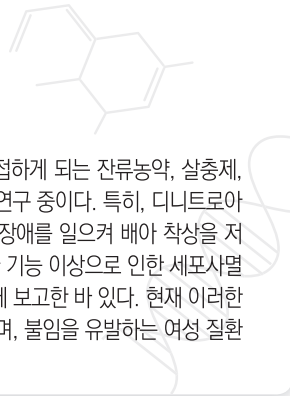 접하게 되는 잔류농약, 살충제,
연구 중이다. 특히, 디니트로아
장애를 일으켜 배아 착상을 저
기능 이상으로 인한 세포사멸
에 보고한 바 있다. 현재 이러한
며, 불임을 유발하는 여성 질환